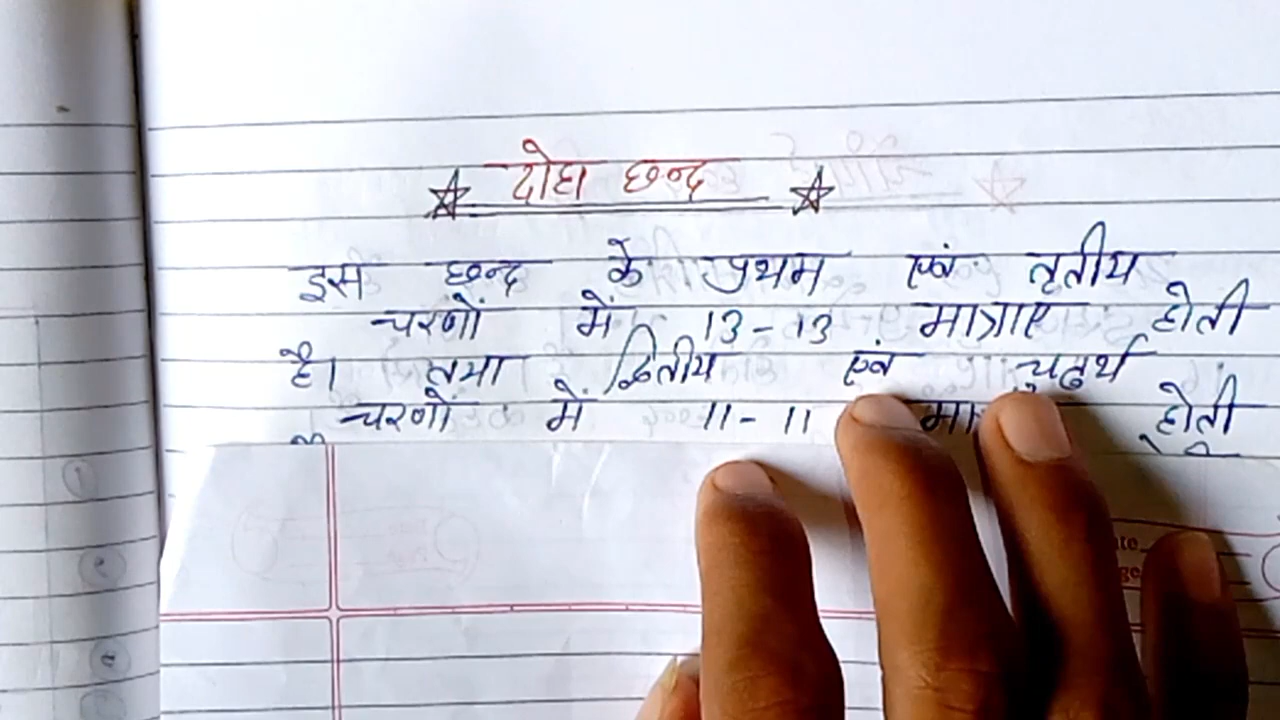 दोहा छन्द
इस छन्द के प्रथम एवं तृतीय
चरणों में 13-13 मात्राए होती
है। तथा द्वितीय एवं चतुर्थ
चरणों में 11-11 मा होती